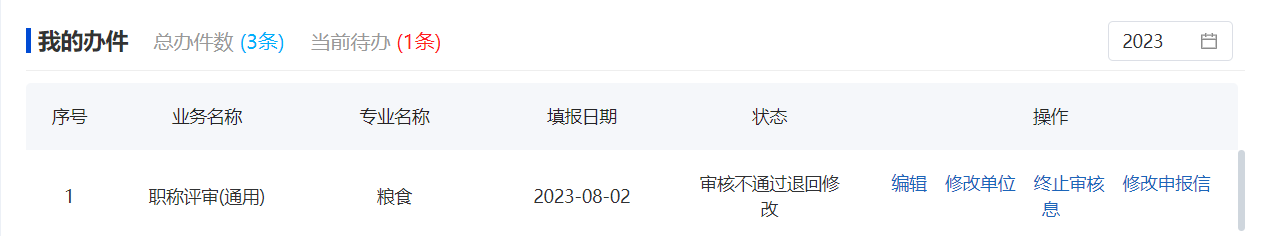 我的办件 总办件数 (3条) 当前待办 (1条) 2023
序号 业务名称 专业名称 填报日期 状态 操作
1 职称评审(通用) 粮食 2023-08-02 审核不通过退回修改 编辑 修改单位 终止审核 修改申报信息